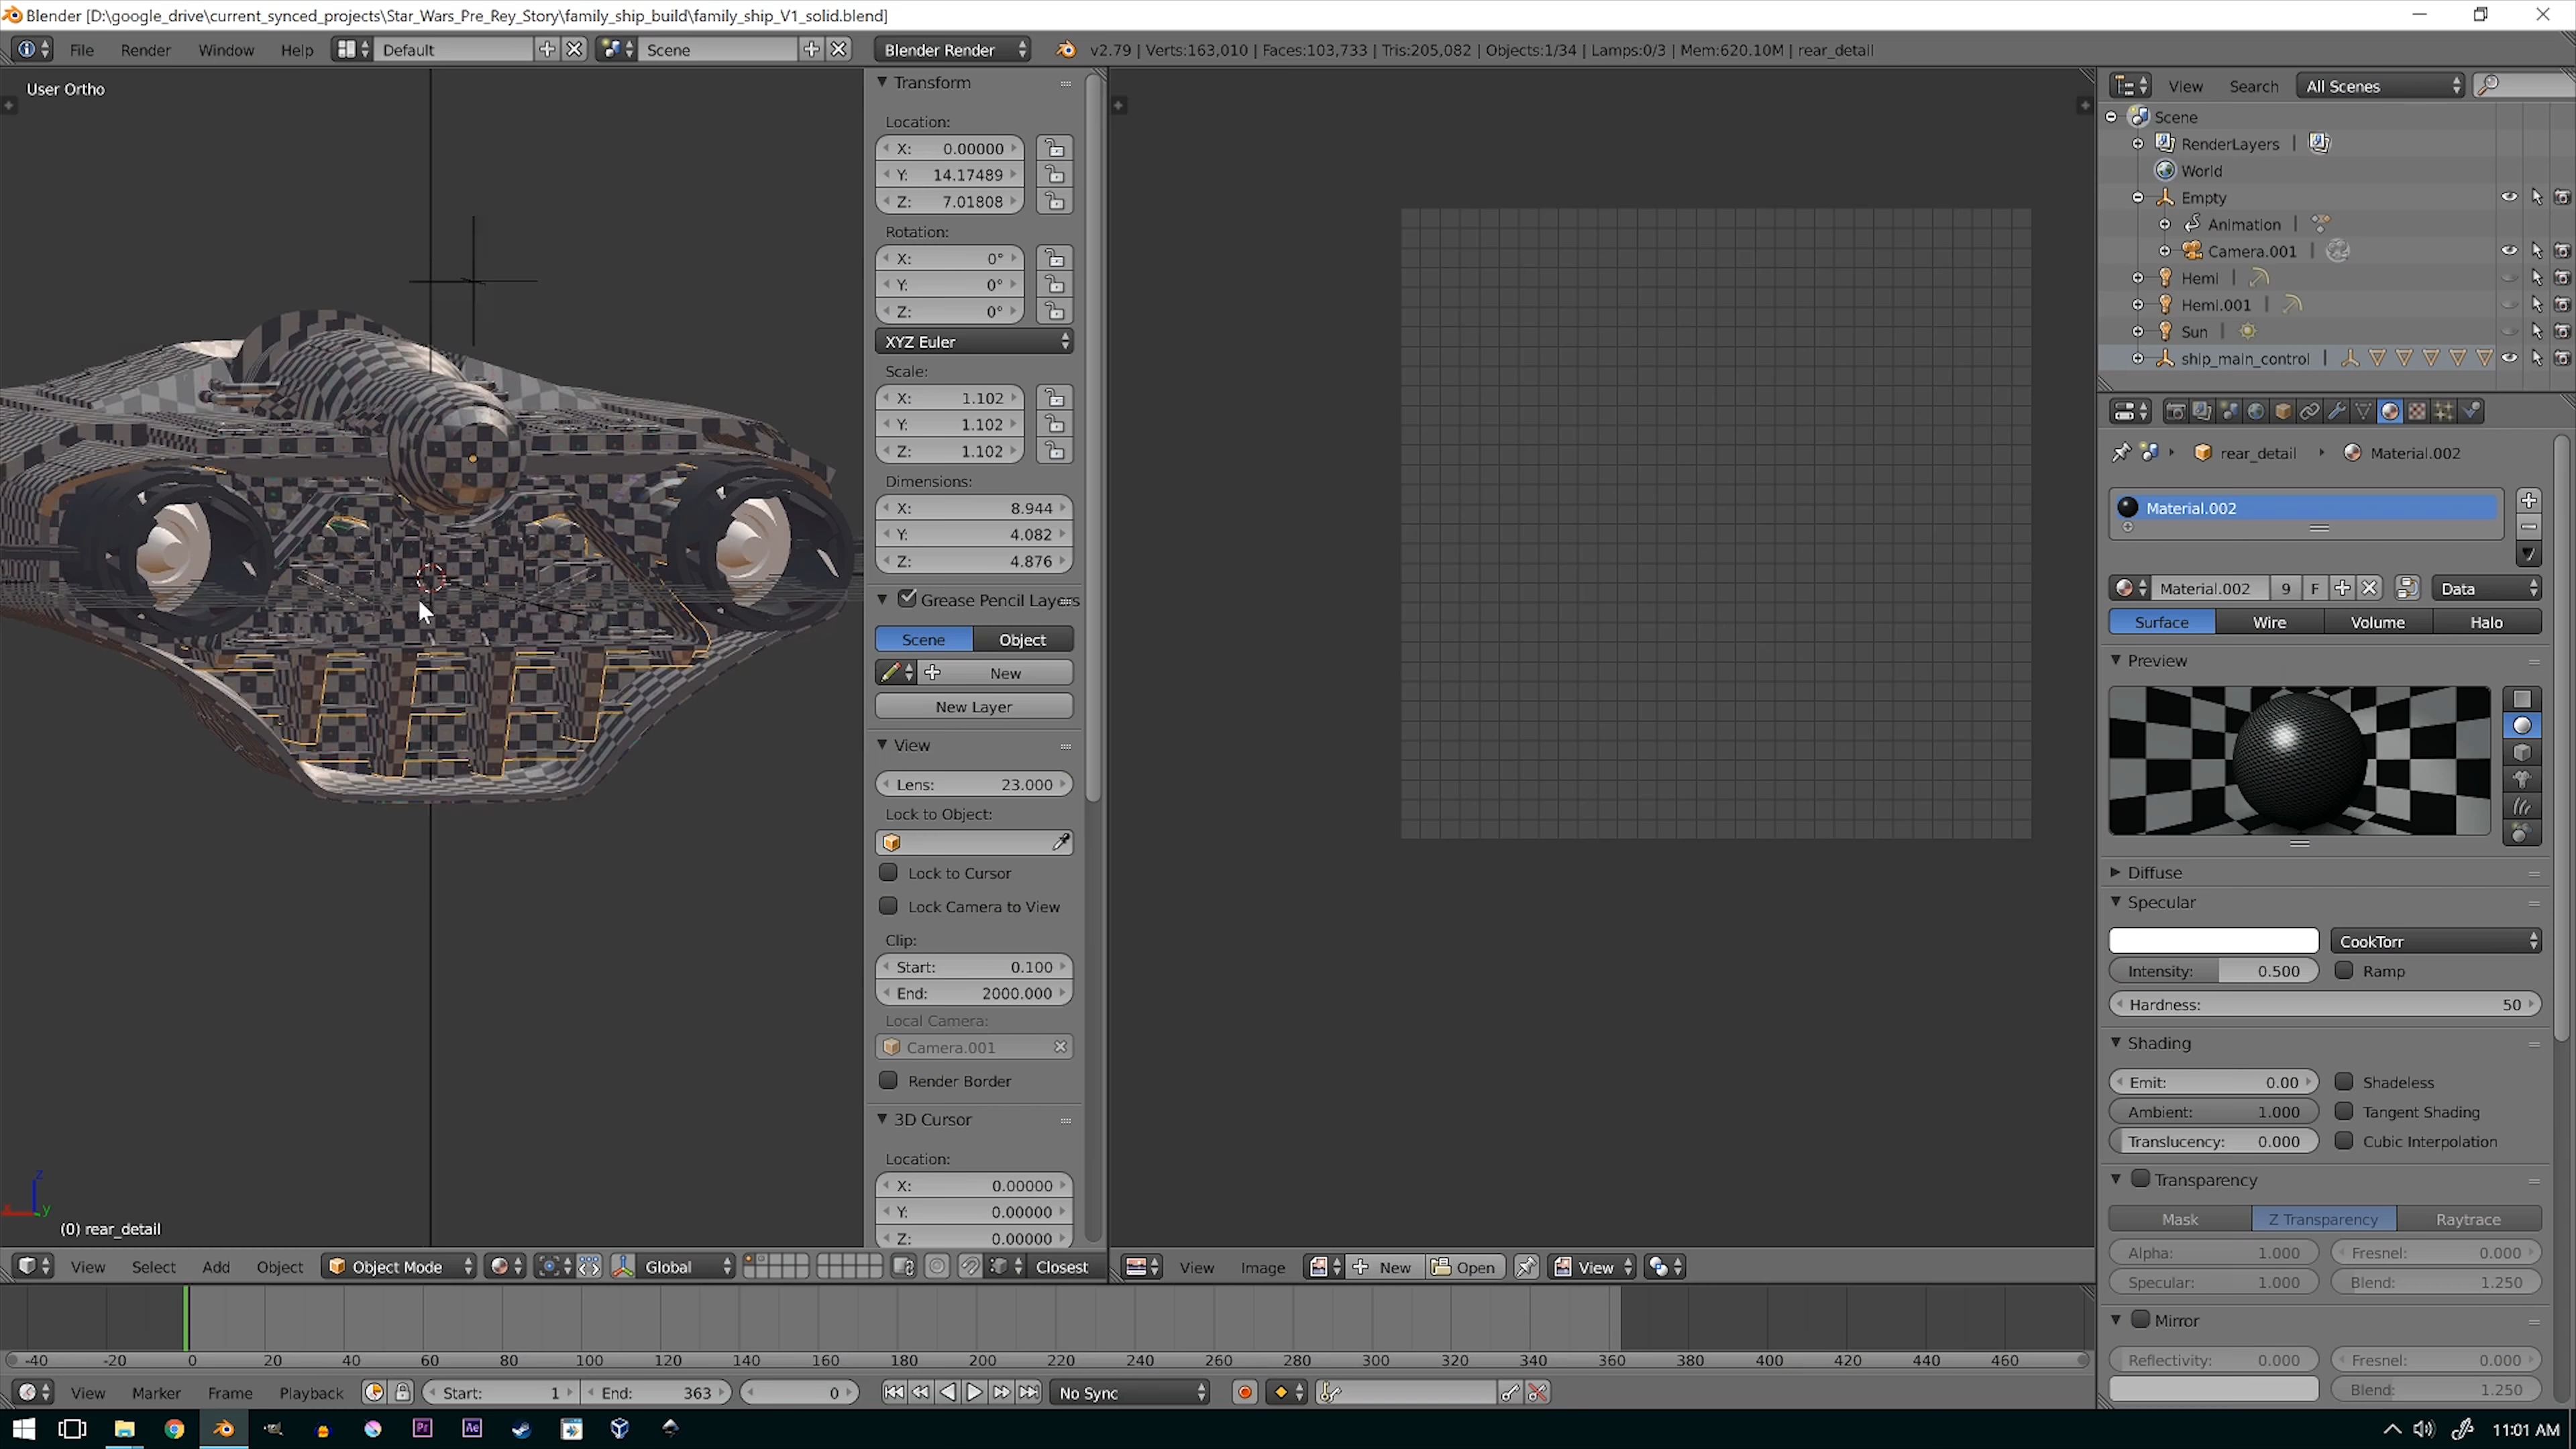 Blender [D:\google_drive\current_synced_projects\Star_Wars_Pre_Rey_Story\family_ship_build\family_ship_V1_solid.blend]
File Render Window Help Default Scene Blender Render v2.79 | Verts:163,010 | Faces:103,733 | Tris:205,082 | Objects:1/34 | Lamps:0/3 | Mem:620.10M | rear_detail
User Ortho
(0) rear_detail
z
x
y
Transform
Location:
X: 0.00000
Y: 14.17489
Z: 7.01808
Rotation:
X: 0°
Y: 0°
Z: 0°
XYZ Euler
Scale:
X: 1.102
Y: 1.102
Z: 1.102
Dimensions:
X: 8.944
Y: 4.082
Z: 4.876
Grease Pencil Layers
Scene Object
New
New Layer
View
Lens: 23.000
Lock to Object:
Lock to Cursor
Lock Camera to View
Clip:
Start: 0.100
End: 2000.000
Local Camera:
Camera.001
Render Border
3D Cursor
Location:
X: 0.00000
Y: 0.00000
Z: 0.00000
View Select Add Object Object Mode Global Closest
View Image New Open View
View Search All Scenes
Scene
RenderLayers |
World
Empty
Animation |
Camera.001 |
Hemi |
Hemi.001 |
Sun |
ship_main_control |
rear_detail Material.002
Material.002
Material.002 9 F Data
Surface Wire Volume Halo
Preview
Diffuse
Specular
CookTorr
Intensity: 0.500 Ramp
Hardness: 50
Shading
Emit: 0.00 Shadeless
Ambient: 1.000 Tangent Shading
Translucency: 0.000 Cubic Interpolation
Transparency
Mask Z Transparency Raytrace
Alpha: 1.000 Fresnel: 0.000
Specular: 1.000 Blend: 1.250
Mirror
Reflectivity: 0.000 Fresnel: 0.000
Blend: 1.250
-40 -20 0 20 40 60 80 100 120 140 160 180 200 220 240 260 280 300 320 340 360 380 400 420 440 460
View Marker Frame Playback Start: 1 End: 363 0 No Sync
Pr Ae 11:01 AM